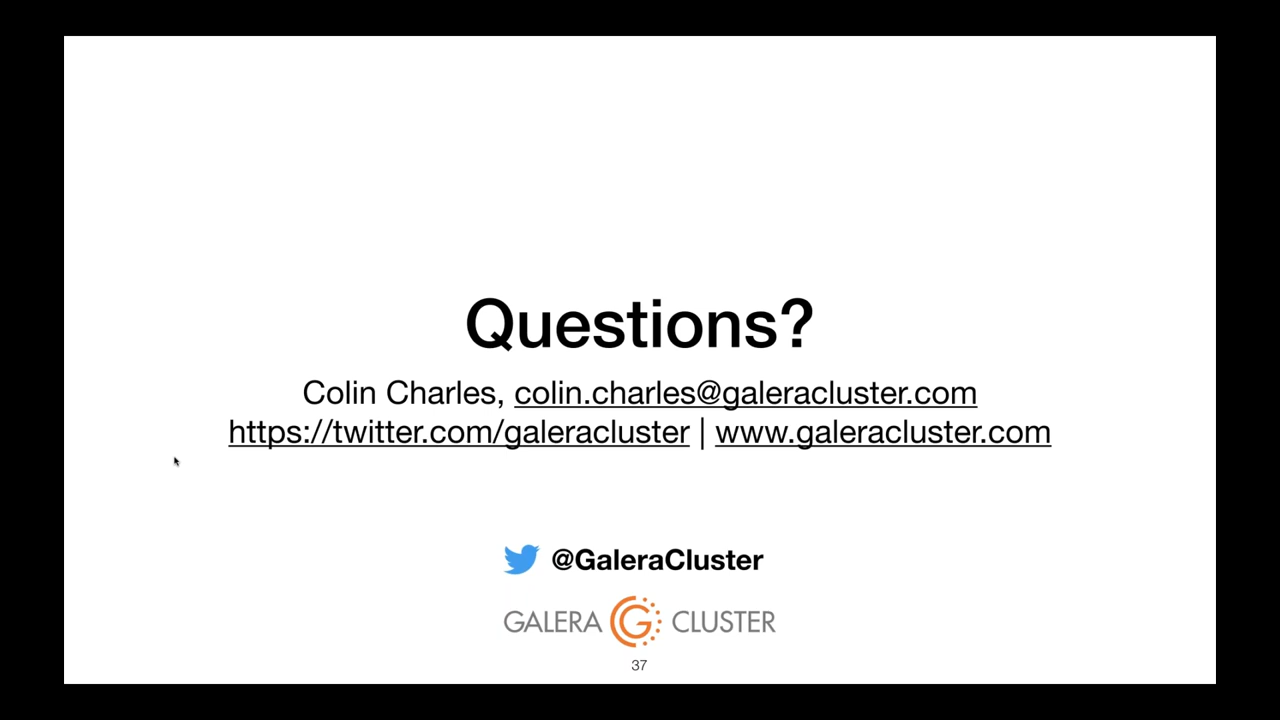 Questions?
Colin Charles, colin.charles@galeracluster.com
https://twitter.com/galeracluster | www.galeracluster.com
@GaleraCluster
GALERA G CLUSTER
37